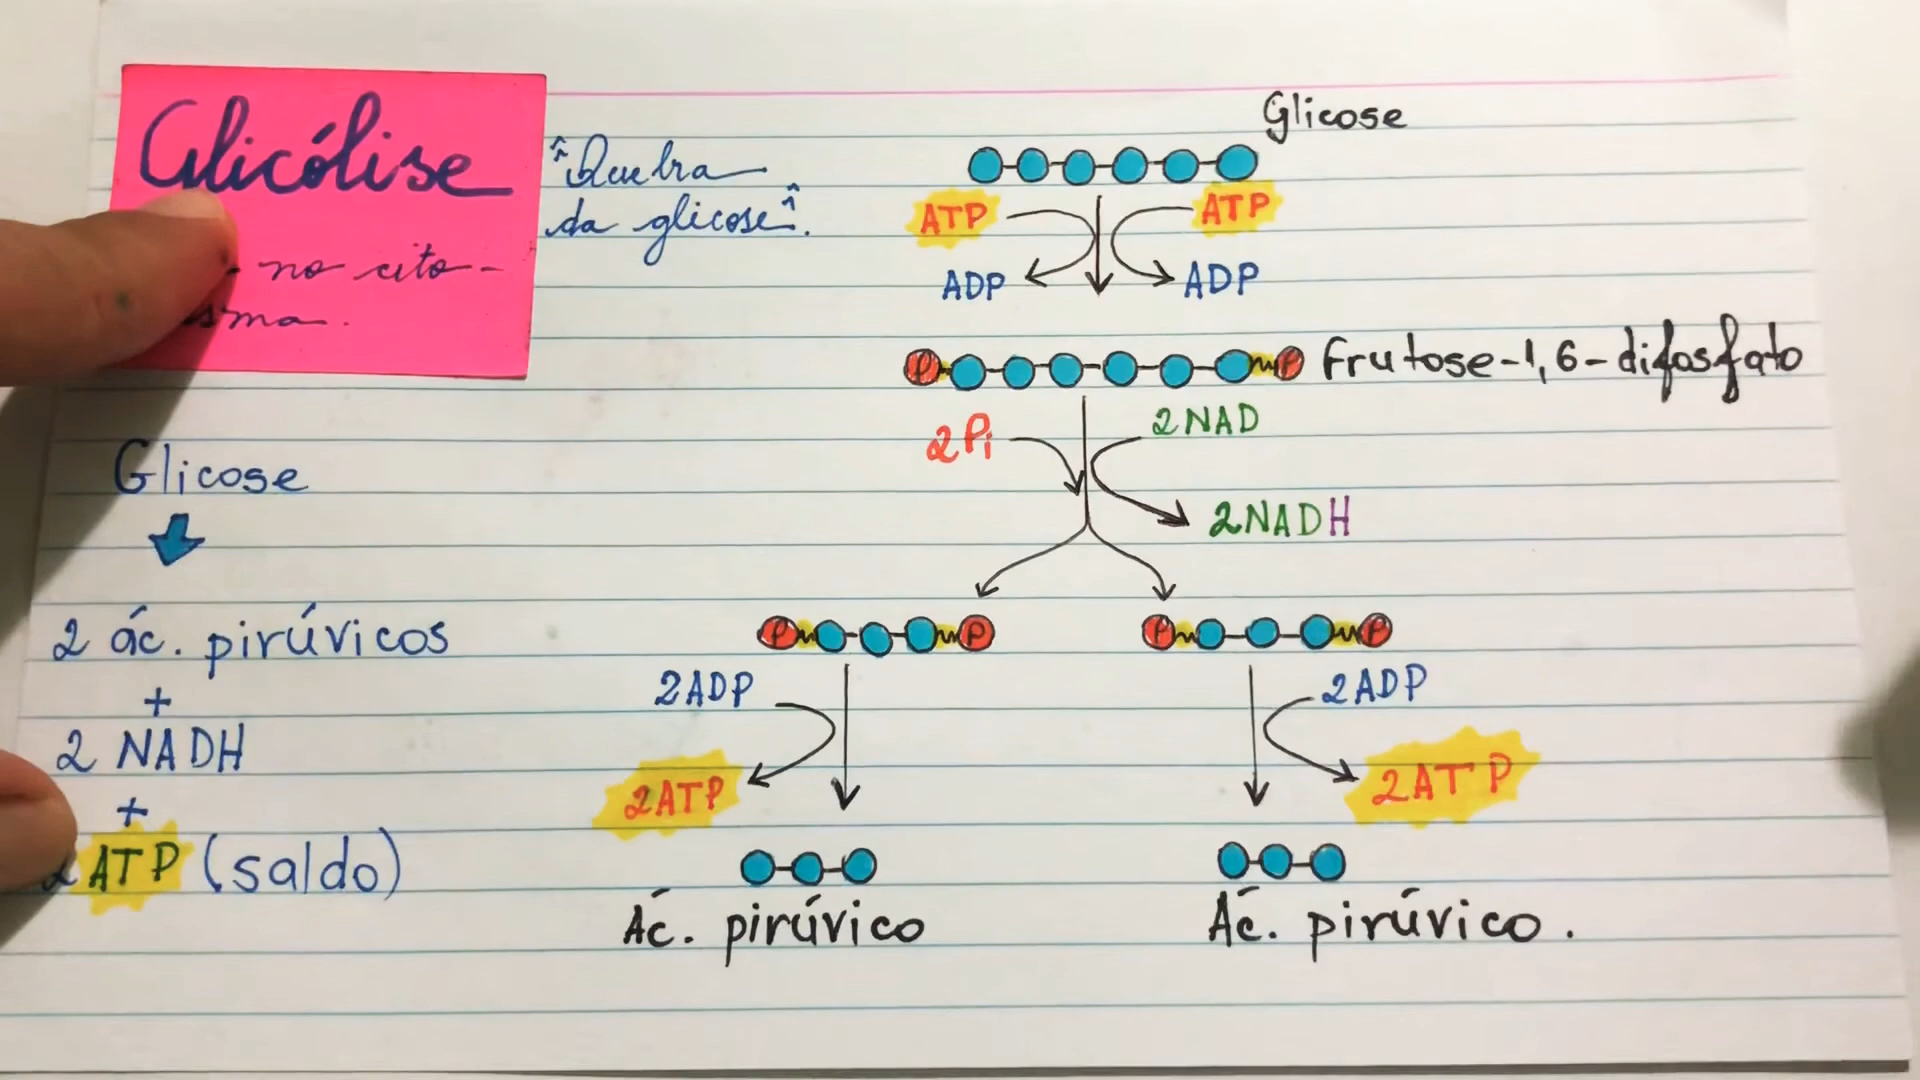 Glicólise
no cito-
"Quebra
da glicose".
Glicose
ATP
ATP
ADP
ADP
P
P
Frutose-1,6-difosfato
2Pi
2NAD
2NADH
P
P
P
P
2ADP
2ADP
2ATP
2ATP
Ác. pirúvico
Ác. pirúvico.
Glicose
2 ác. pirúvicos
+
2 NADH
+
2 ATP (saldo)